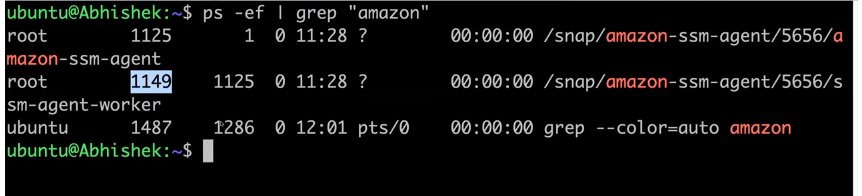 ubuntu@Abhishek:~$ ps -ef | grep "amazon"
root        1125       1  0 11:28 ?        00:00:00 /snap/amazon-ssm-agent/5656/a
mazon-ssm-agent
root        1149    1125  0 11:28 ?        00:00:00 /snap/amazon-ssm-agent/5656/s
sm-agent-worker
ubuntu      1487    1286  0 12:01 pts/0    00:00:00 grep --color=auto amazon
ubuntu@Abhishek:~$